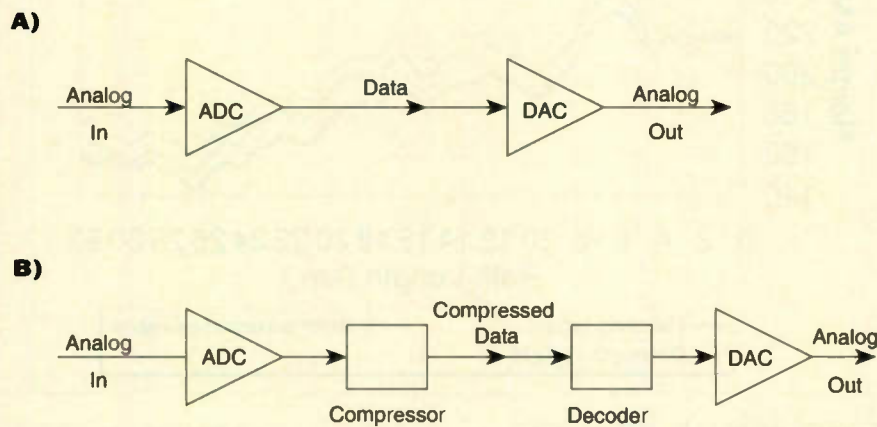 A)
Analog
In
ADC
Data
DAC
Analog
Out
B)
Analog
In
ADC
Compressor
Compressed
Data
Decoder
DAC
Analog
Out